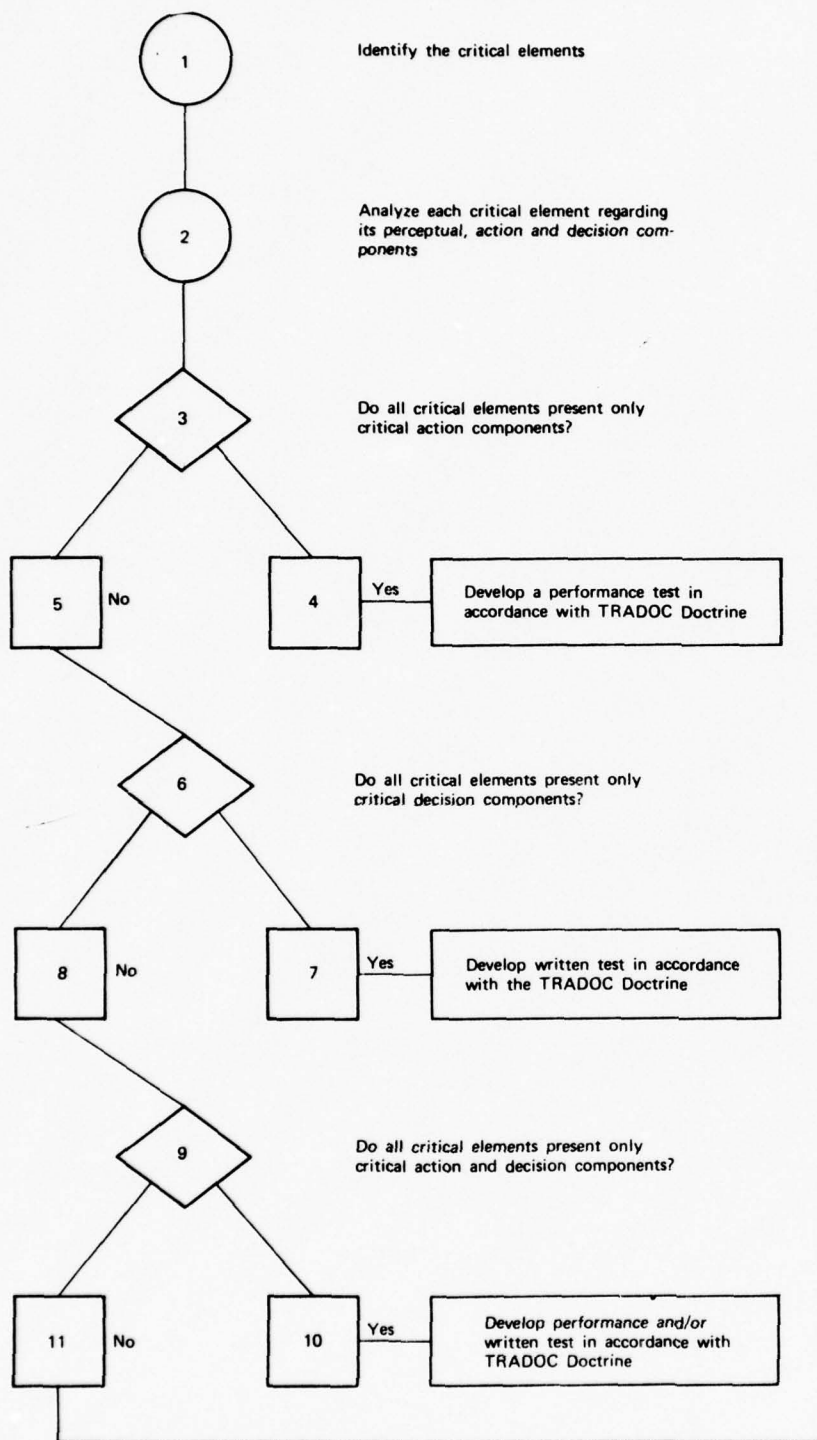 1
Identify the critical elements
2
Analyze each critical element regarding
its perceptual, action and decision com-
ponents
3
Do all critical elements present only
critical action components?
5
No
4
Yes
Develop a performance test in
accordance with TRADOC Doctrine
6
Do all critical elements present only
critical decision components?
8
No
7
Yes
Develop written test in accordance
with the TRADOC Doctrine
9
Do all critical elements present only
critical action and decision components?
11
No
10
Yes
Develop performance and/or
written test in accordance with
TRADOC Doctrine